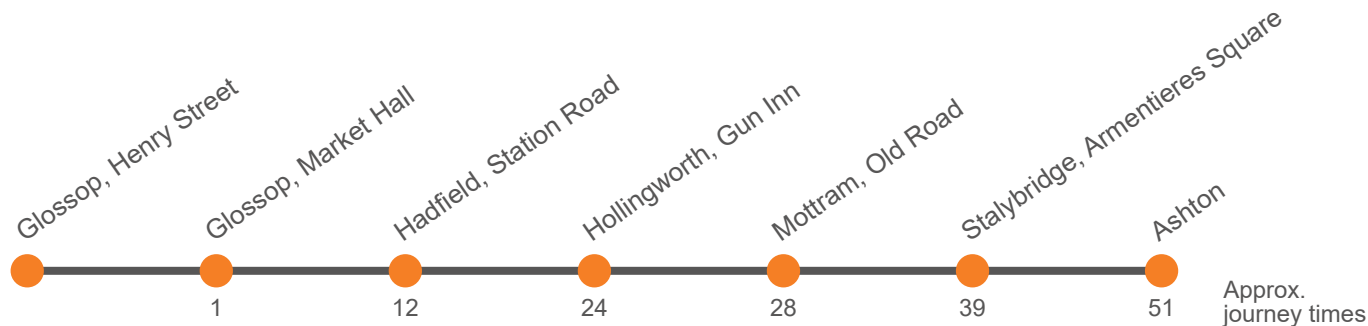 Glossop, Henry Street
Glossop, Market Hall
Hadfield, Station Road
Hollingworth, Gun Inn
Mottram, Old Road
Stalybridge, Armentieres Square
Ashton
1
12
24
28
39
51
Approx.
journey times